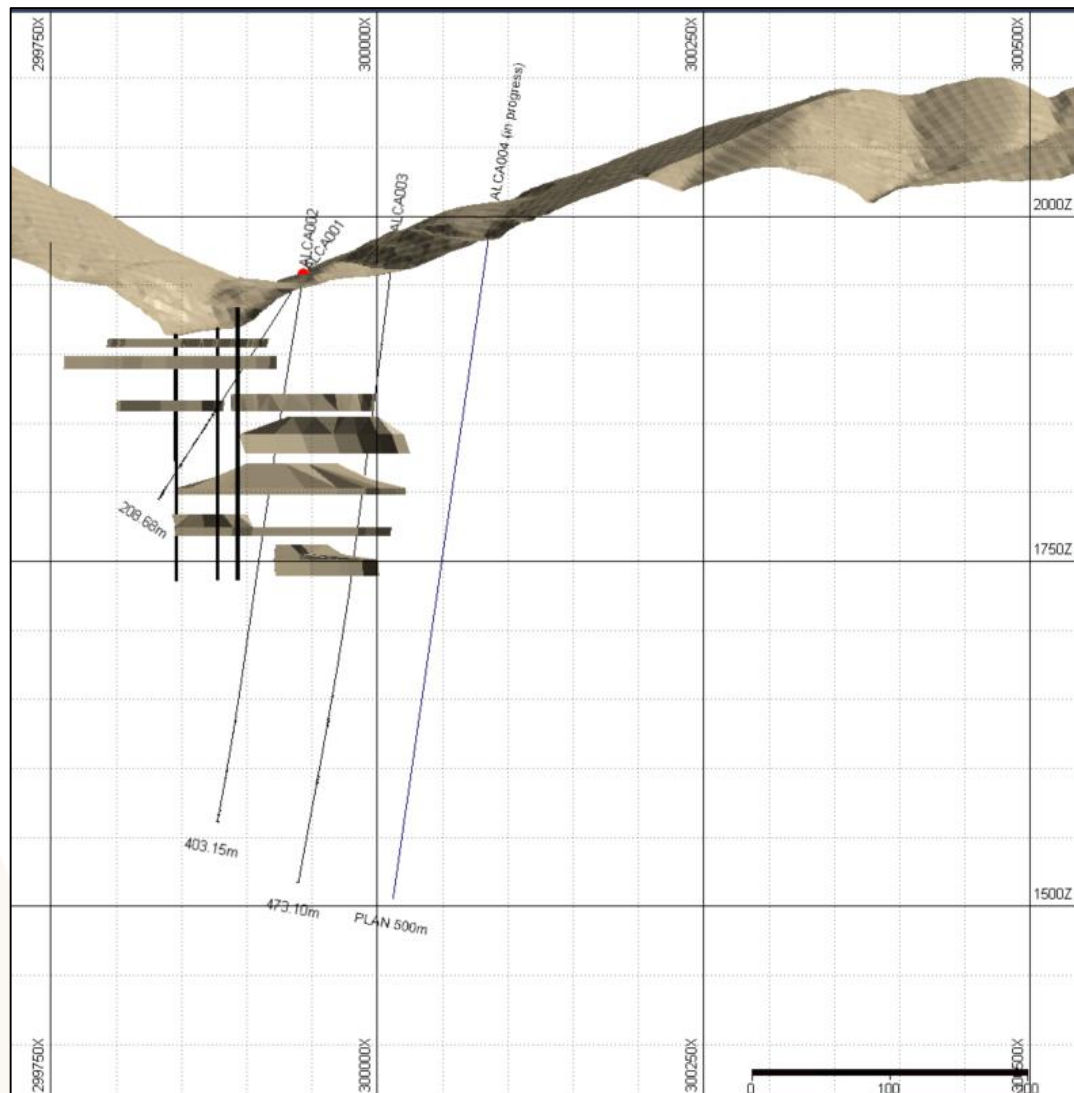 299750X
300000X
300250X
300500X
ALCA004 (in progress)
ALCA003
ALCA002
ALCA001
2000Z
208.68m
1750Z
403.15m
473.10m
PLAN 500m
1500Z
299750X
300000X
300250X
300500X
0
100